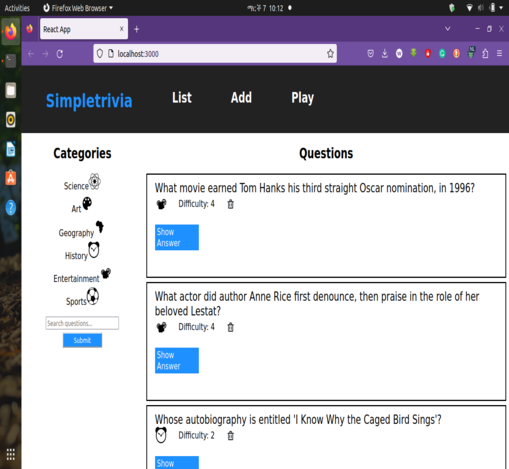 Activities
Firefox Web Browser
10:12
React App
localhost:3000
Simpletrivia
List
Add
Play
Categories
Science
Art
Geography
History
Entertainment
Sports
Search questions...
Submit
Questions
What movie earned Tom Hanks his third straight Oscar nomination, in 1996?
Difficulty: 4
Show
Answer
What actor did author Anne Rice first denounce, then praise in the role of her
beloved Lestat?
Difficulty: 4
Show
Answer
Whose autobiography is entitled 'I Know Why the Caged Bird Sings'?
Difficulty: 2
Show